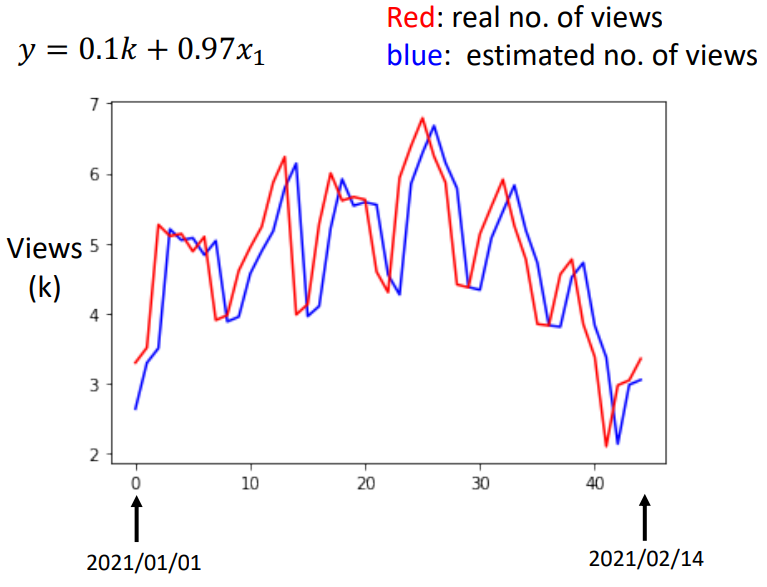 Red: real no. of views
y = 0.1k + 0.97x₁
blue: estimated no. of views
7
6
5
4
3
2
Views
(k)
0 10 20 30 40
2021/01/01 2021/02/14